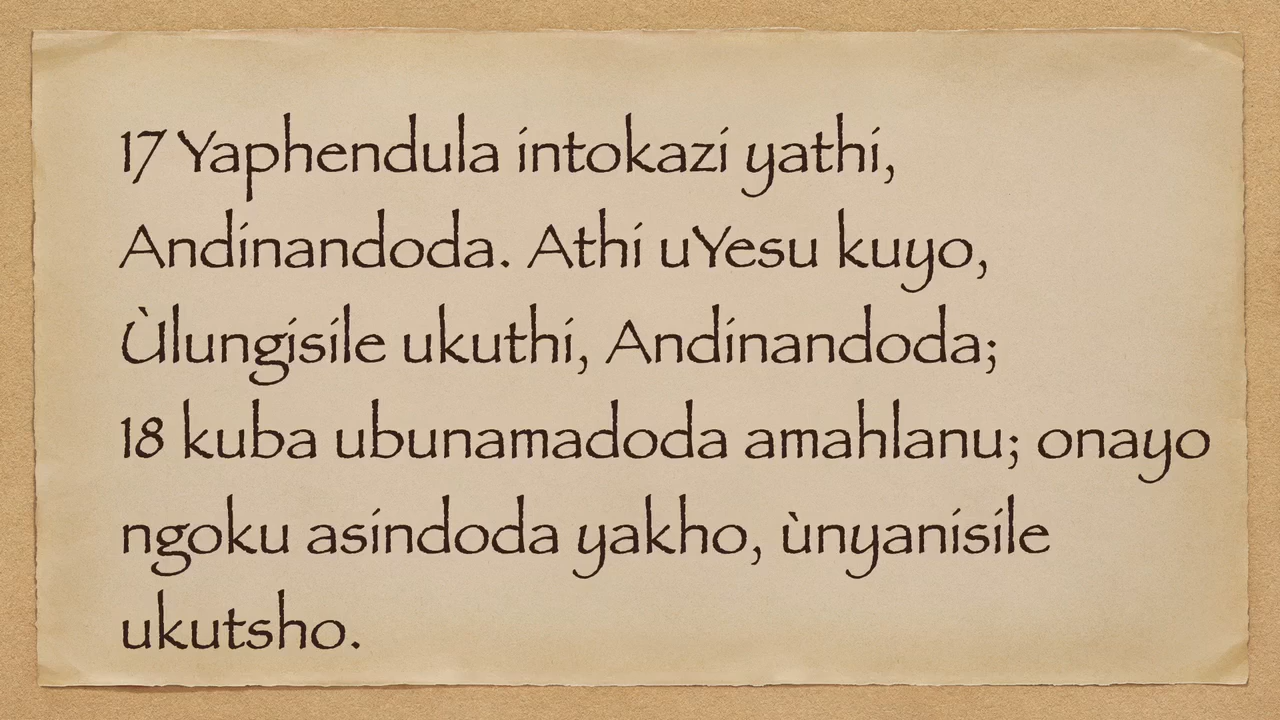 17 Yaphendula intokazi yathi,
Andinandoda. Athi uYesu kuyo,
Ùlungisile ukuthi, Andinandoda;
18 kuba ubunamadoda amahlanu; onayo
ngoku asindoda yakho, ùnyanisile
ukutsho.